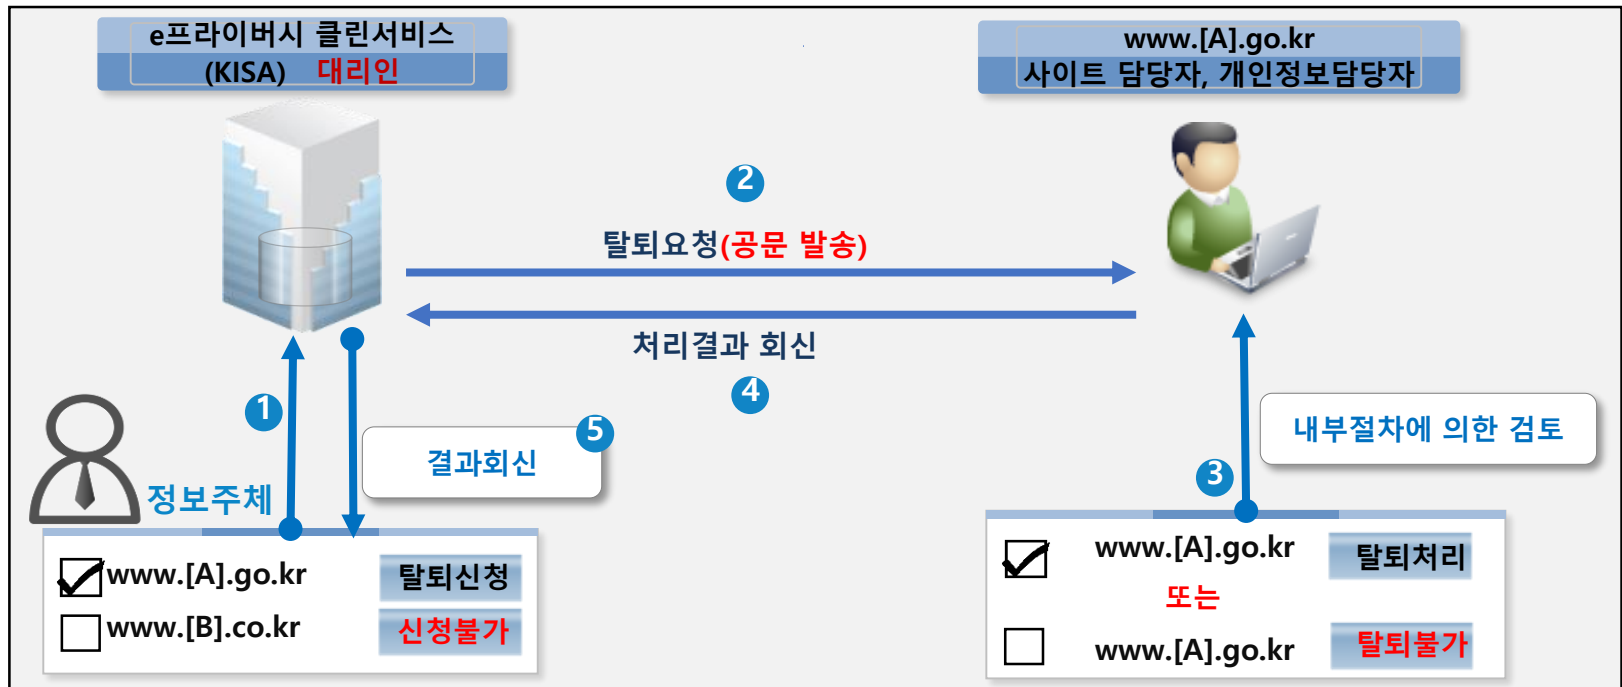 e프라이버시 클린서비스
(KISA) 대리인
www.[A].go.kr
사이트 담당자, 개인정보담당자
2
탈퇴요청(공문 발송)
처리결과 회신
4
1
5
결과회신
내부절차에 의한 검토
3
정보주체
www.[A].go.kr 탈퇴신청
www.[B].co.kr 신청불가
www.[A].go.kr 탈퇴처리
또는
www.[A].go.kr 탈퇴불가